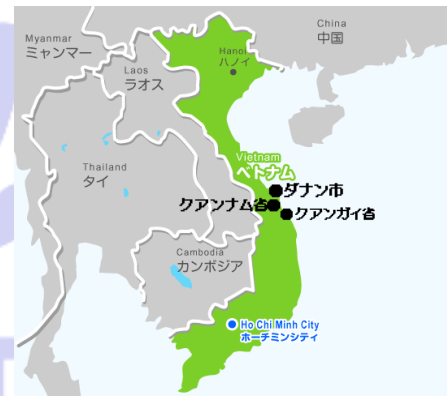 China
中国
Myanmar
ミャンマー
Hanoi
ハノイ
Laos
ラオス
Vietnam
ベトナム
Thailand
タイ
ダナン市
クアンナム省
クアンガイ省
Cambodia
カンボジア
Ho Chi Minh City
ホーチミンシティ